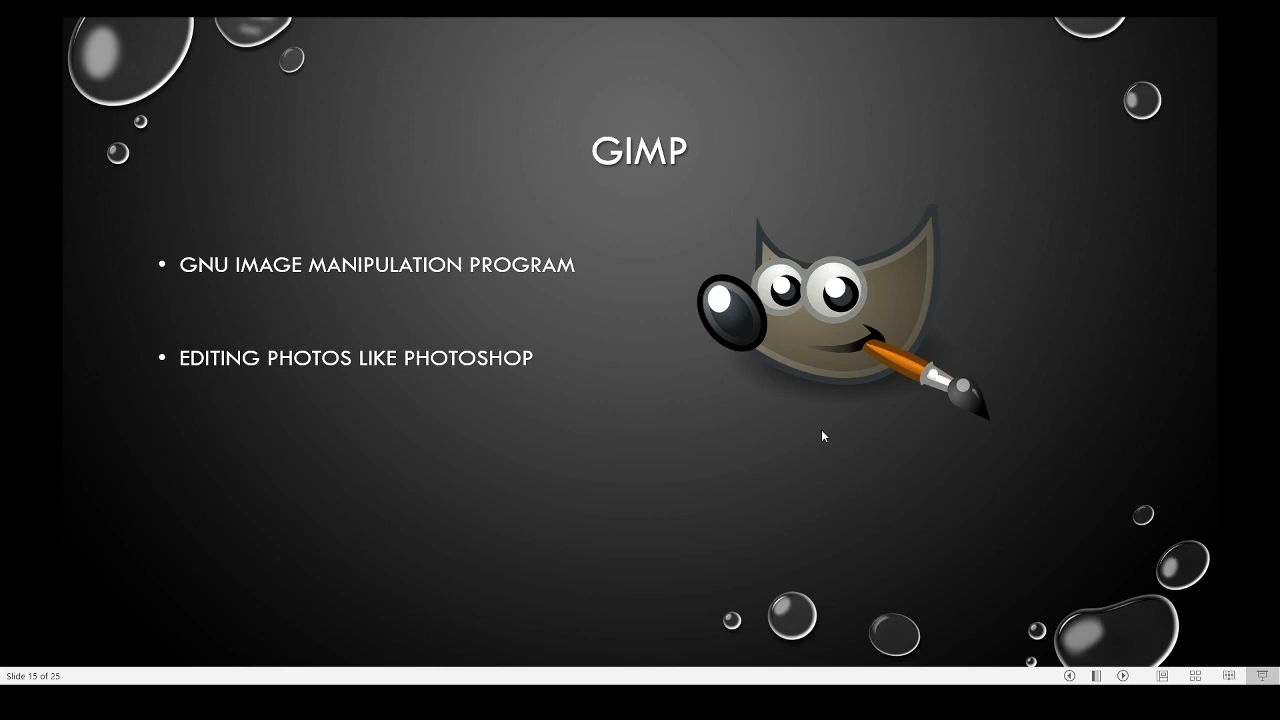 GIMP
• GNU IMAGE MANIPULATION PROGRAM
• EDITING PHOTOS LIKE PHOTOSHOP
Slide 15 of 25